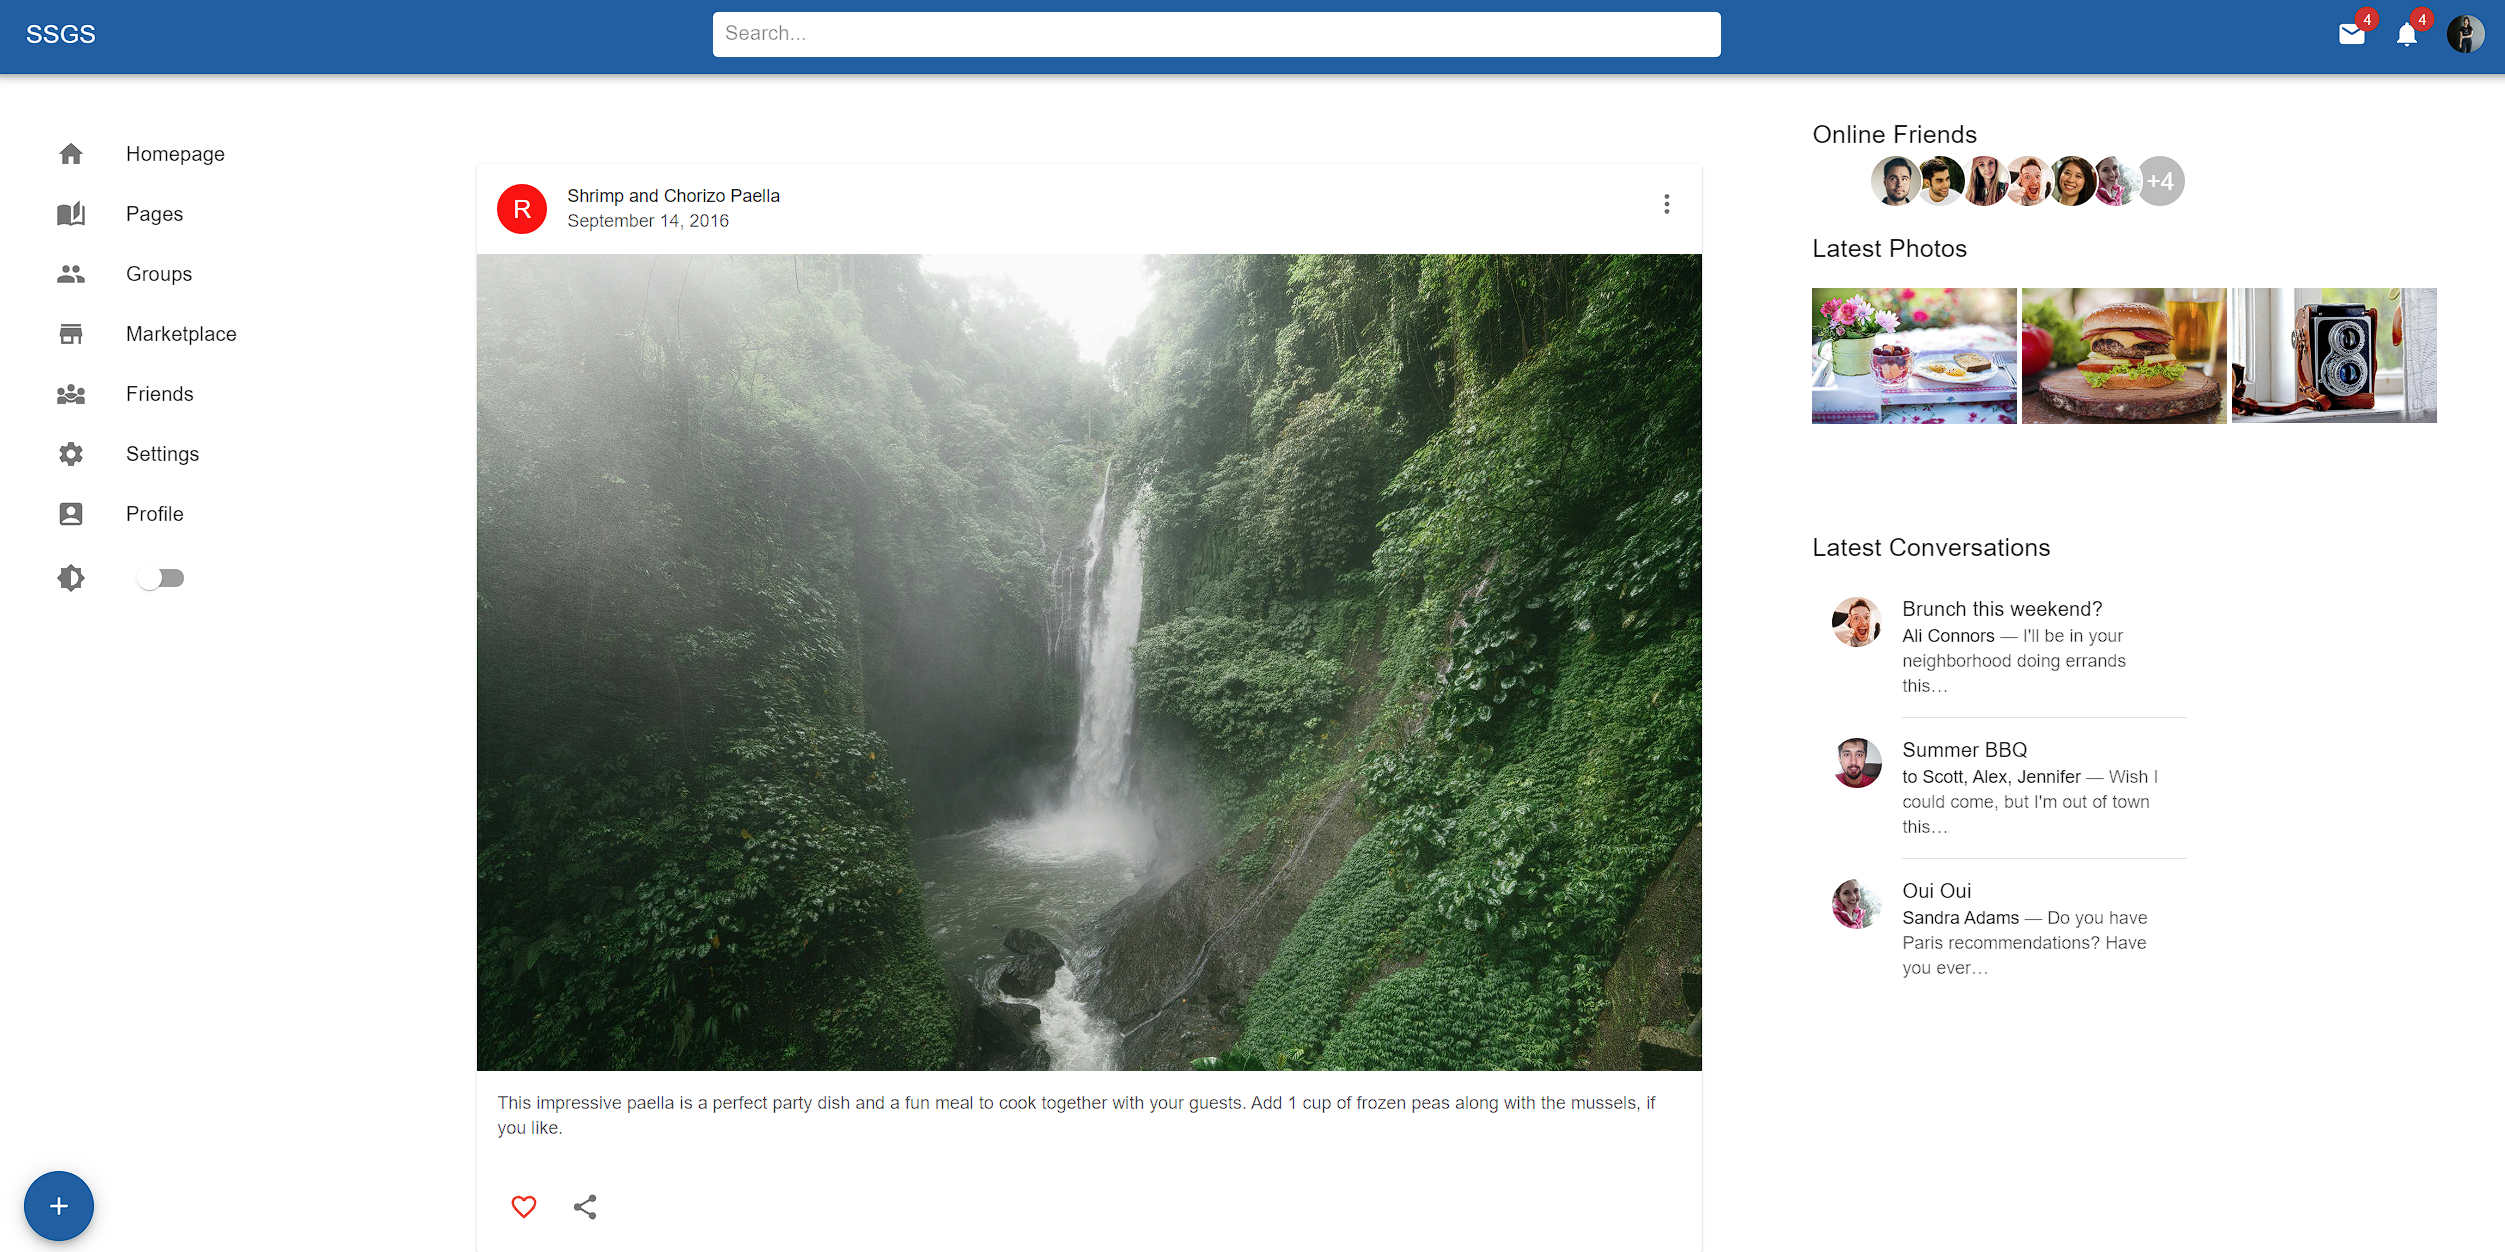 SSGS
Search...
4
4
Homepage
Pages
Groups
Marketplace
Friends
Settings
Profile
R
Shrimp and Chorizo Paella
September 14, 2016
This impressive paella is a perfect party dish and a fun meal to cook together with your guests. Add 1 cup of frozen peas along with the mussels, if
you like.
Online Friends
+4
Latest Photos
Latest Conversations
Brunch this weekend?
Ali Connors — I'll be in your
neighborhood doing errands
this…
Summer BBQ
to Scott, Alex, Jennifer — Wish I
could come, but I'm out of town
this…
Oui Oui
Sandra Adams — Do you have
Paris recommendations? Have
you ever…